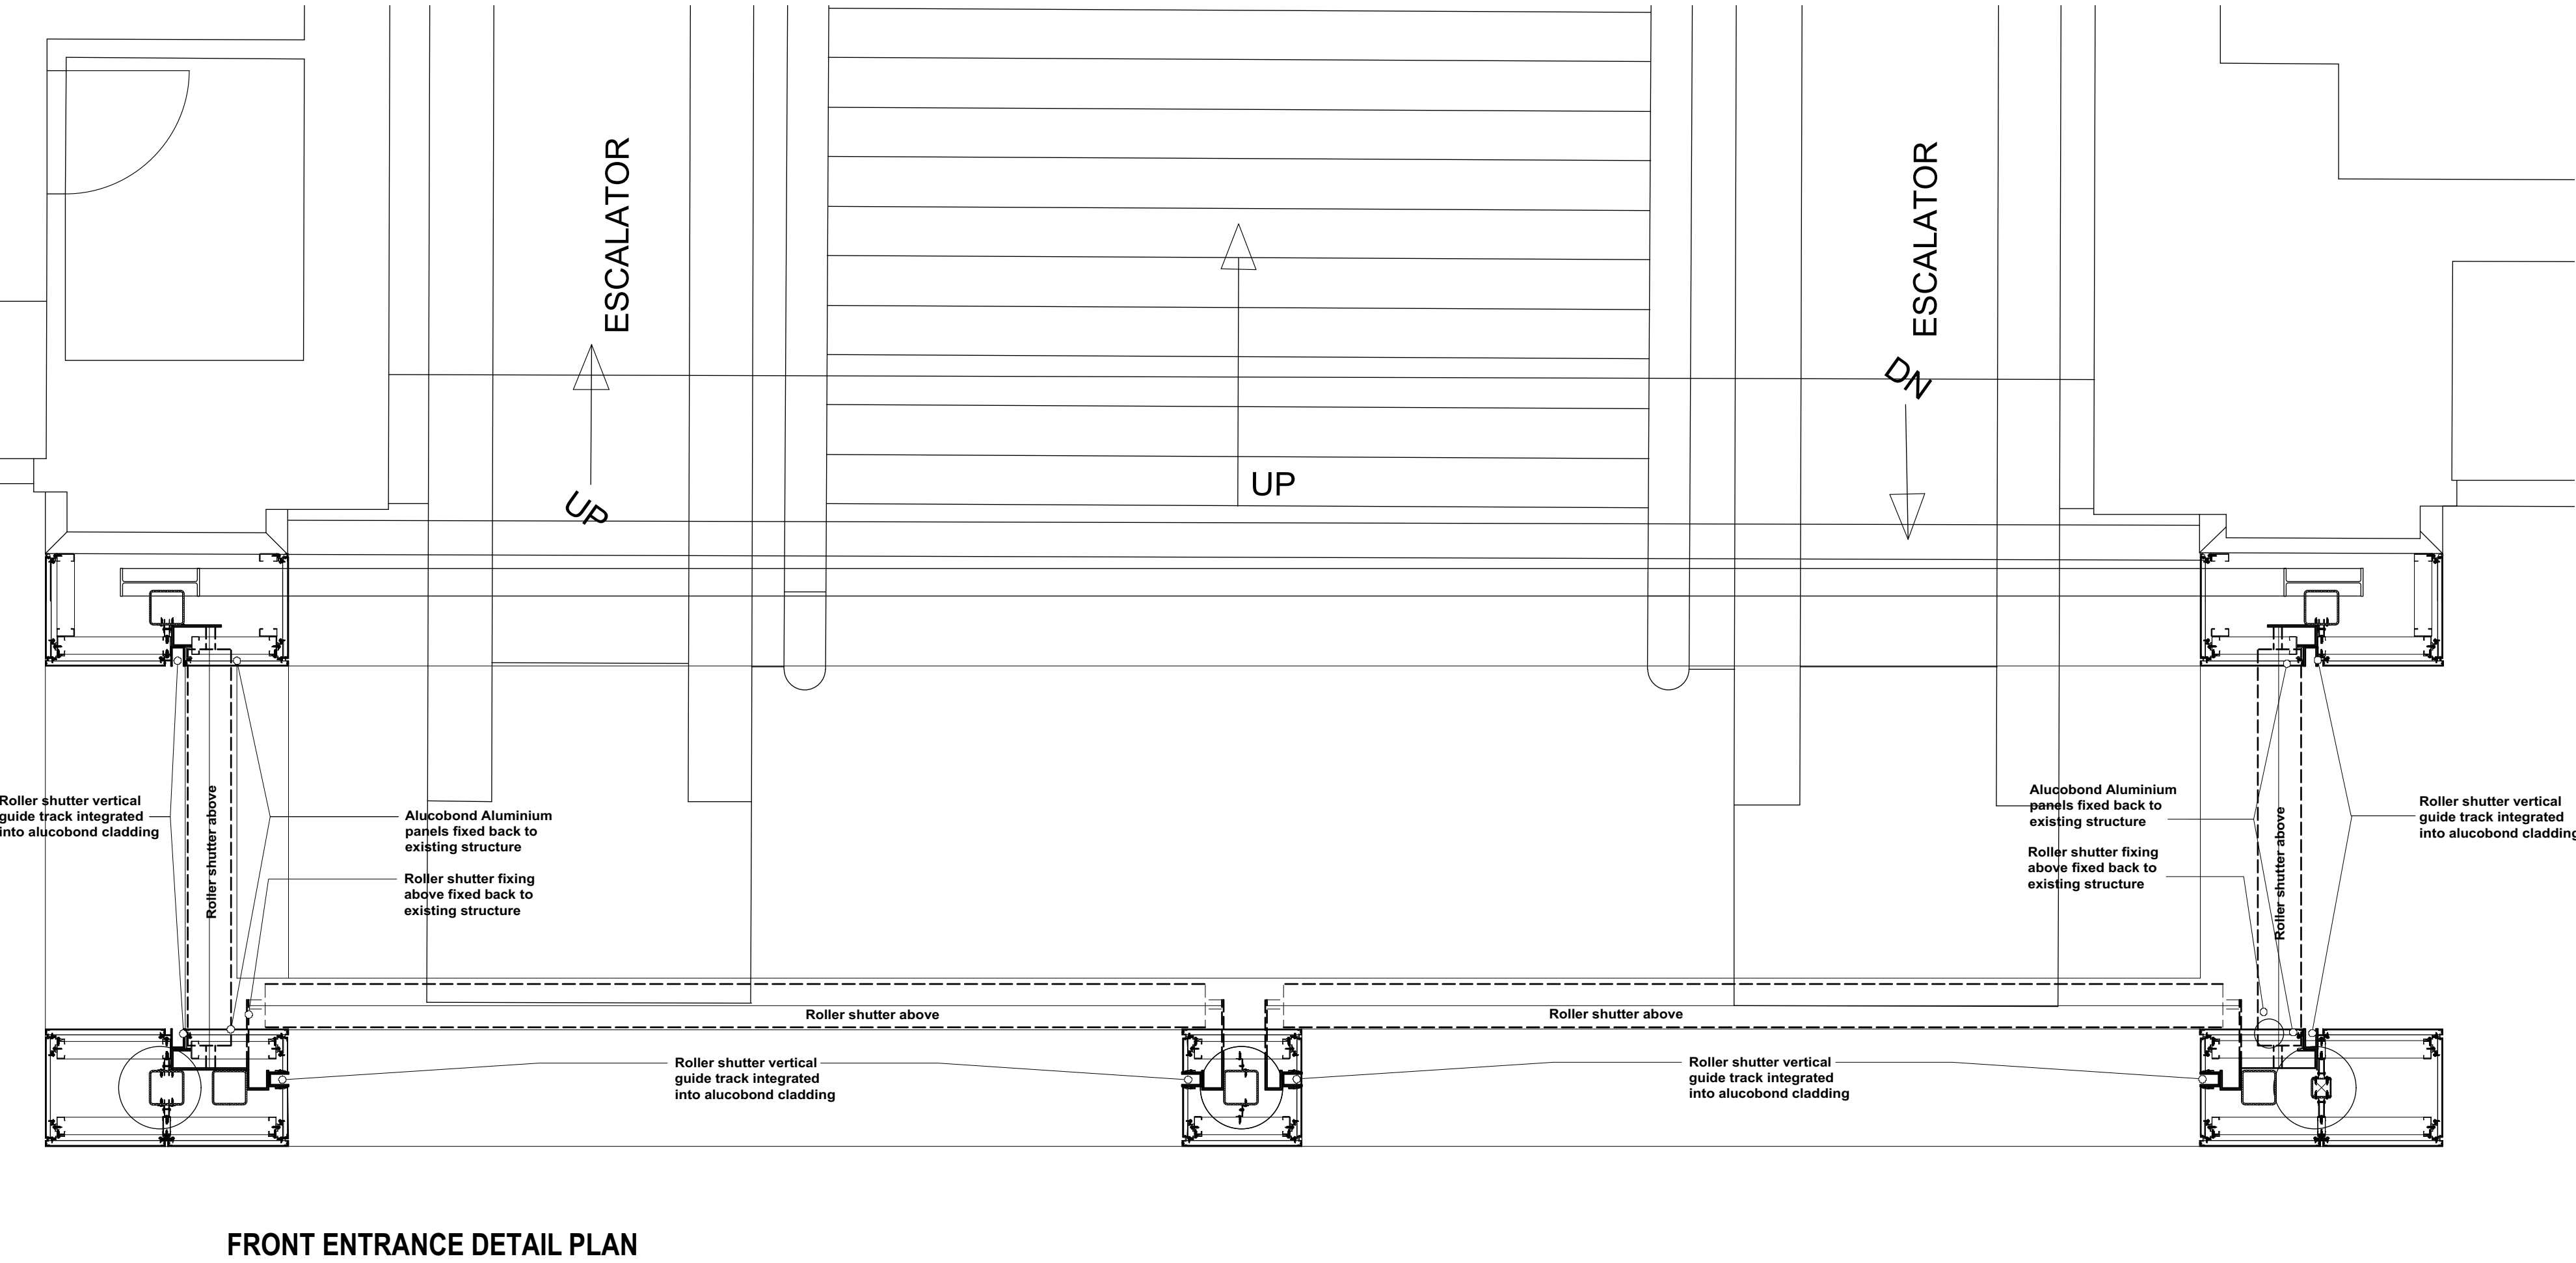 ESCALATOR
UP
UP
ESCALATOR
DN
Roller shutter vertical
guide track integrated
into alucobond cladding
Roller shutter above
Alucobond Aluminium
panels fixed back to
existing structure
Roller shutter fixing
above fixed back to
existing structure
Alucobond Aluminium
panels fixed back to
existing structure
Roller shutter fixing
above fixed back to
existing structure
Roller shutter above
Roller shutter vertical
guide track integrated
into alucobond cladding
Roller shutter above
Roller shutter above
Roller shutter vertical
guide track integrated
into alucobond cladding
Roller shutter vertical
guide track integrated
into alucobond cladding
FRONT ENTRANCE DETAIL PLAN